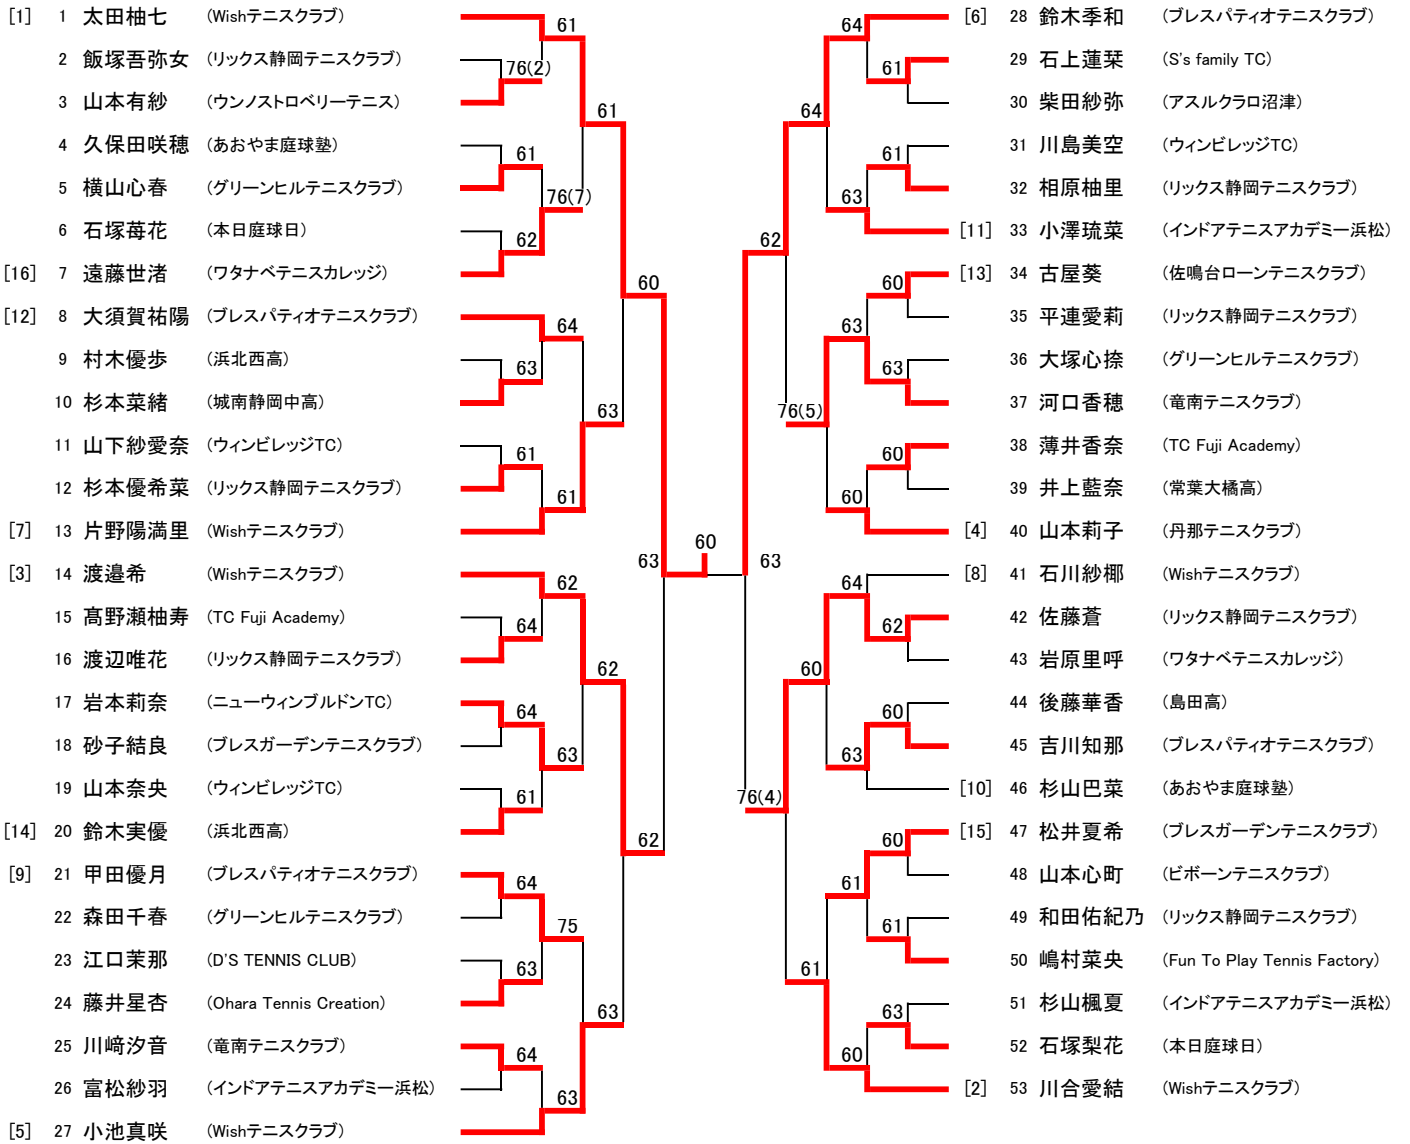 [1] 1 太田柚七 (Wishテニスクラブ)
2 飯塚吾弥女 (リックス静岡テニスクラブ)
3 山本有紗 (ウンノストロベリーテニス)
4 久保田咲穂 (あおやま庭球塾)
5 横山心春 (グリーンヒルテニスクラブ)
6 石塚苺花 (本日庭球日)
[16] 7 遠藤世渚 (ワタナベテニスカレッジ)
[12] 8 大須賀祐陽 (ブレスパティオテニスクラブ)
9 村木優歩 (浜北西高)
10 杉本菜緒 (城南静岡中高)
11 山下紗愛奈 (ウィンビレッジTC)
12 杉本優希菜 (リックス静岡テニスクラブ)
[7] 13 片野陽満里 (Wishテニスクラブ)
[3] 14 渡邉希 (Wishテニスクラブ)
15 髙野瀬柚寿 (TC Fuji Academy)
16 渡辺唯花 (リックス静岡テニスクラブ)
17 岩本莉奈 (ニューウィンブルドンTC)
18 砂子結良 (ブレスガーデンテニスクラブ)
19 山本奈央 (ウィンビレッジTC)
[14] 20 鈴木実優 (浜北西高)
[9] 21 甲田優月 (ブレスパティオテニスクラブ)
22 森田千春 (グリーンヒルテニスクラブ)
23 江口茉那 (D'S TENNIS CLUB)
24 藤井星杏 (Ohara Tennis Creation)
25 川﨑汐音 (竜南テニスクラブ)
26 富松紗羽 (インドアテニスアカデミー浜松)
[5] 27 小池真咲 (Wishテニスクラブ)
61
76(2)
61
61
76(7)
62
60
64
63
63
61
61
63
60
62
64
62
64
63
61
62
64
75
63
63
64
63
64
61
64
61
63
62
60
63
63
76(5)
60
60
63
64
62
60
60
63
76(4)
60
61
61
61
63
60
[6] 28 鈴木季和 (ブレスパティオテニスクラブ)
29 石上蓮栞 (S's family TC)
30 柴田紗弥 (アスルクラロ沼津)
31 川島美空 (ウィンビレッジTC)
32 相原柚里 (リックス静岡テニスクラブ)
[11] 33 小澤琉菜 (インドアテニスアカデミー浜松)
[13] 34 古屋葵 (佐鳴台ローンテニスクラブ)
35 平連愛莉 (リックス静岡テニスクラブ)
36 大塚心捺 (グリーンヒルテニスクラブ)
37 河口香穂 (竜南テニスクラブ)
38 薄井香奈 (TC Fuji Academy)
39 井上藍奈 (常葉大橘高)
[4] 40 山本莉子 (丹那テニスクラブ)
[8] 41 石川紗椰 (Wishテニスクラブ)
42 佐藤蒼 (リックス静岡テニスクラブ)
43 岩原里呼 (ワタナベテニスカレッジ)
44 後藤華香 (島田高)
45 吉川知那 (ブレスパティオテニスクラブ)
[10] 46 杉山巴菜 (あおやま庭球塾)
[15] 47 松井夏希 (ブレスガーデンテニスクラブ)
48 山本心町 (ビボーンテニスクラブ)
49 和田佑紀乃 (リックス静岡テニスクラブ)
50 嶋村菜央 (Fun To Play Tennis Factory)
51 杉山楓夏 (インドアテニスアカデミー浜松)
52 石塚梨花 (本日庭球日)
[2] 53 川合愛結 (Wishテニスクラブ)